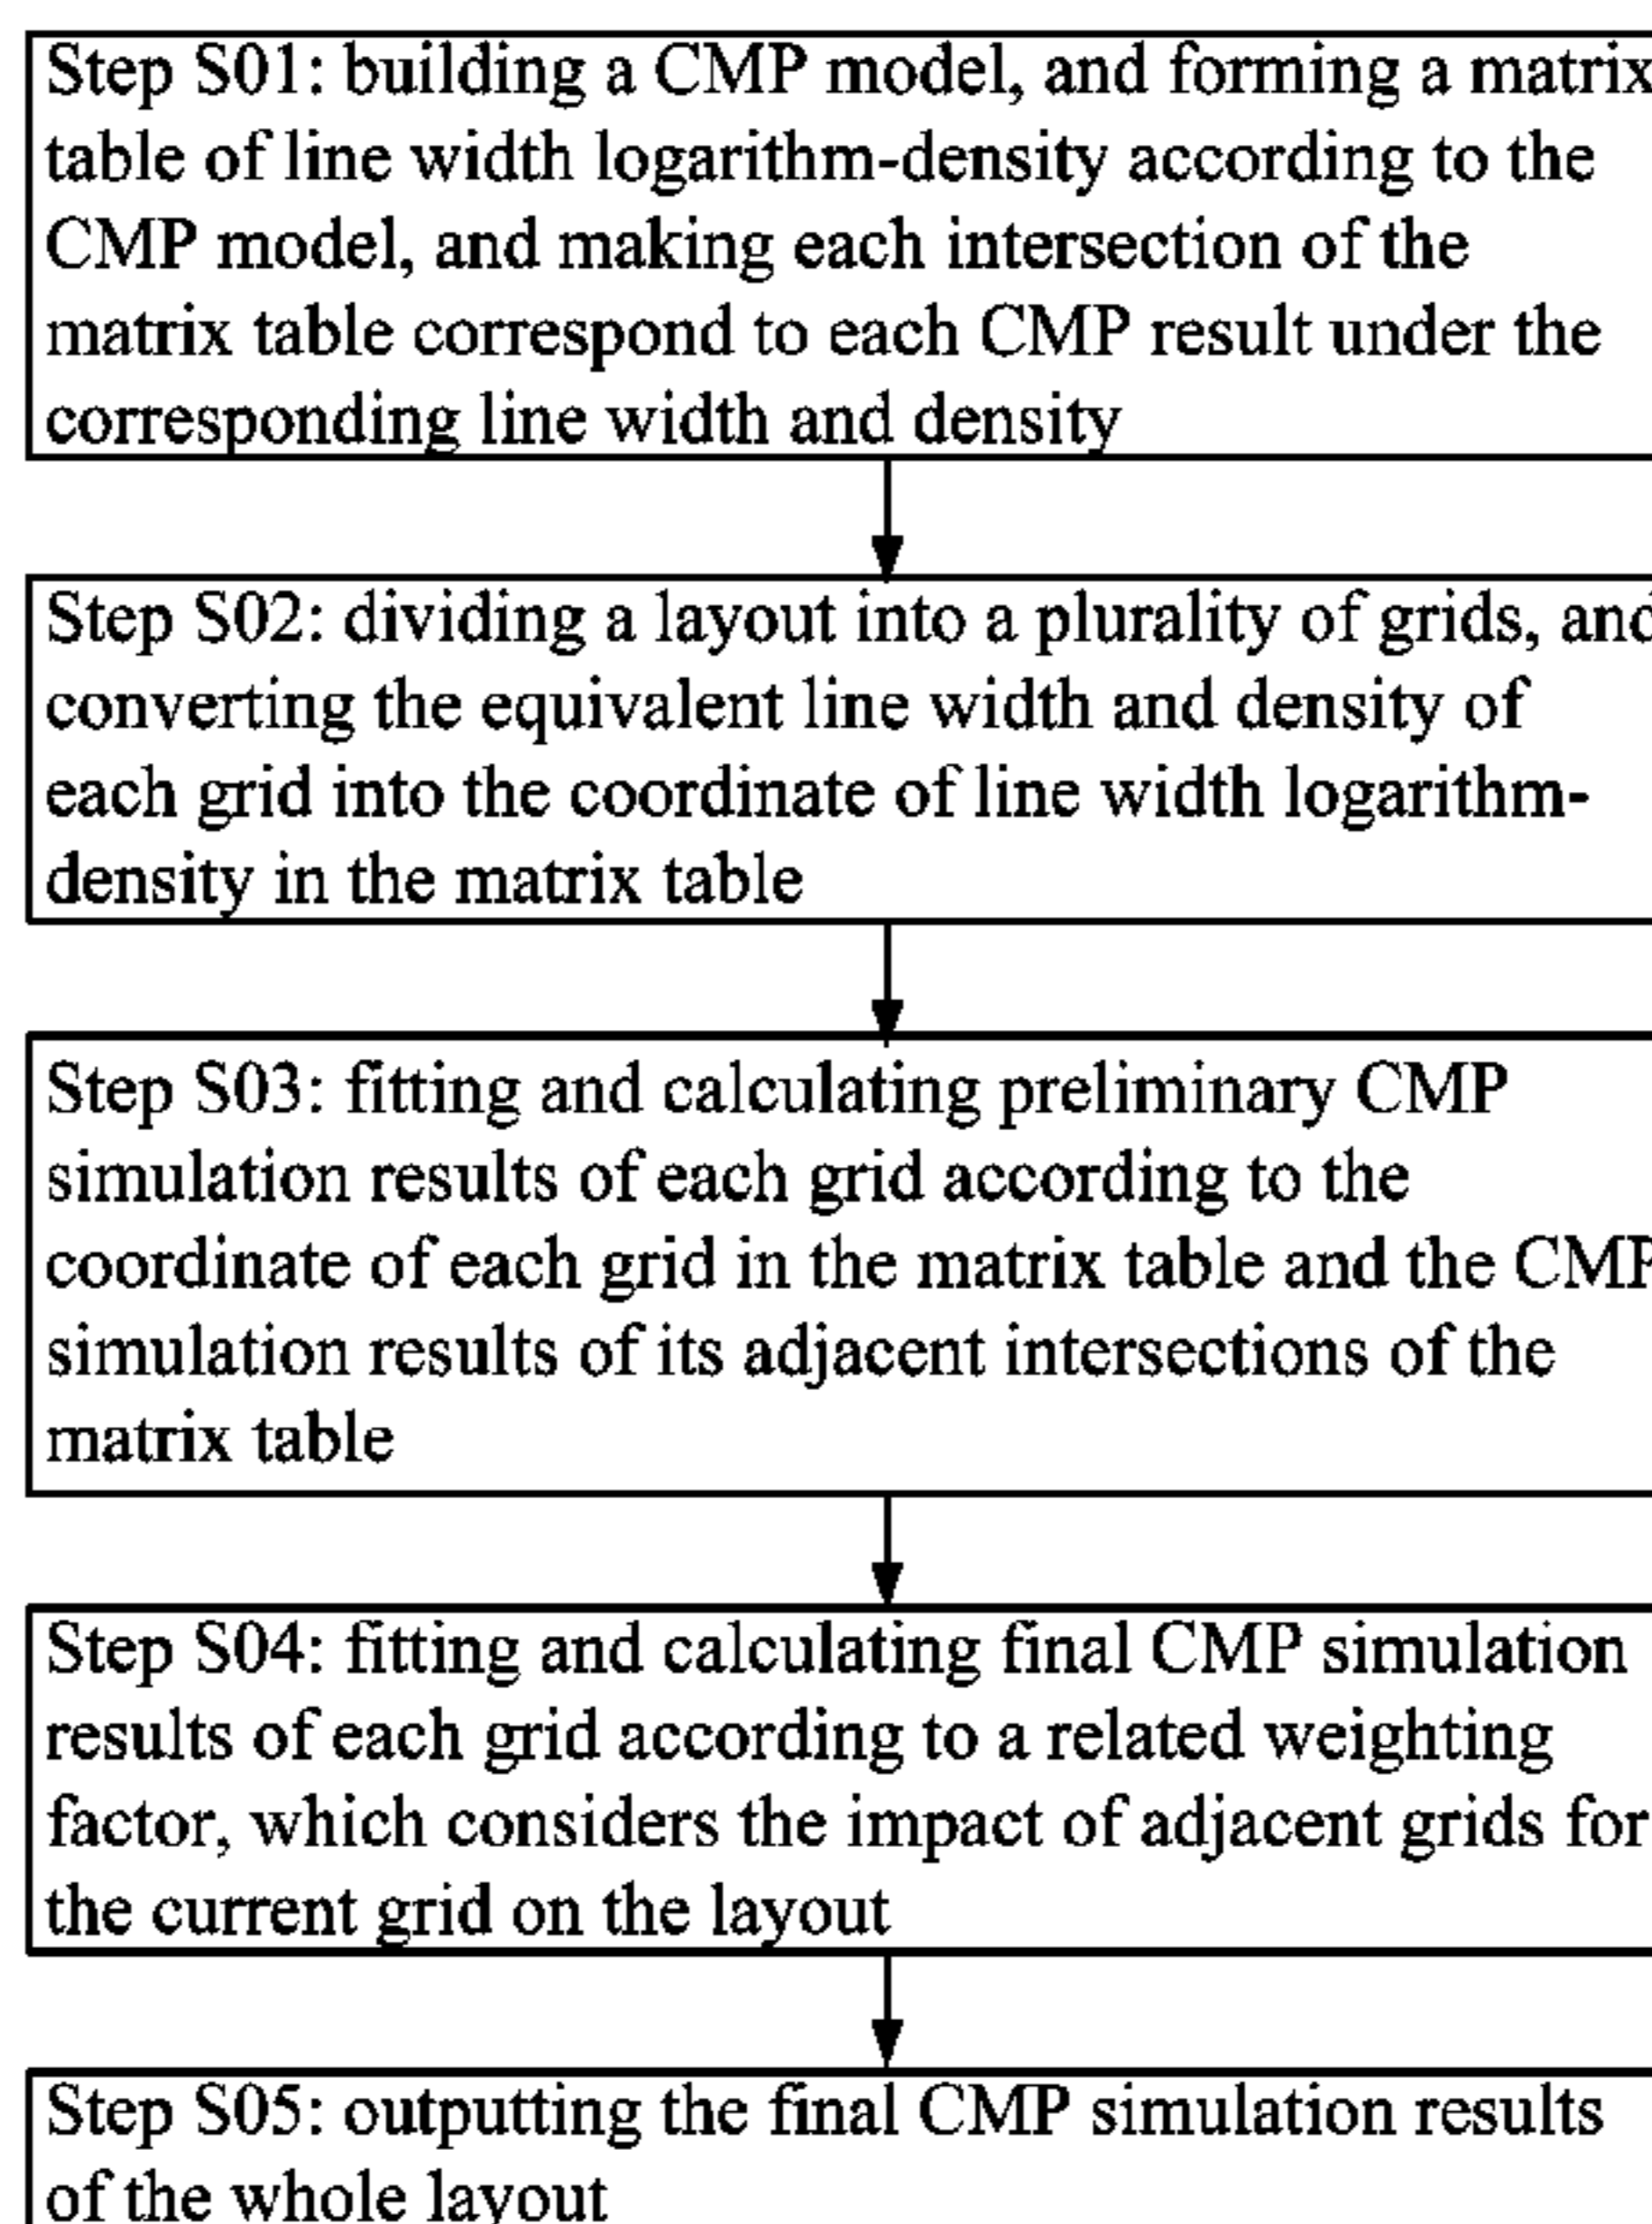 Step S01: building a CMP model, and forming a matrix
table of line width logarithm-density according to the
CMP model, and making each intersection of the
matrix table correspond to each CMP result under the
corresponding line width and density
Step S02: dividing a layout into a plurality of grids, and
converting the equivalent line width and density of
each grid into the coordinate of line width logarithm-
density in the matrix table
Step S03: fitting and calculating preliminary CMP
simulation results of each grid according to the
coordinate of each grid in the matrix table and the CMP
simulation results of its adjacent intersections of the
matrix table
Step S04: fitting and calculating final CMP simulation
results of each grid according to a related weighting
factor, which considers the impact of adjacent grids for
the current grid on the layout
Step S05: outputting the final CMP simulation results
of the whole layout